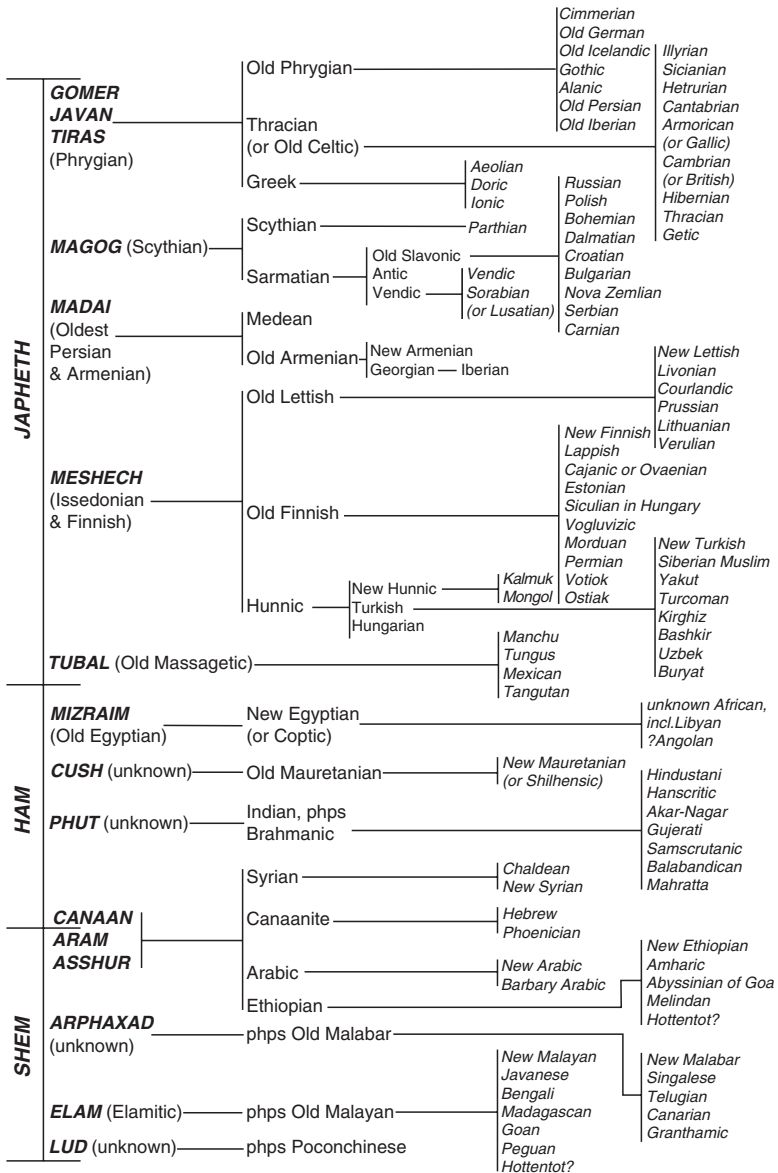 JAPHETH
GOMER
JAVAN
TIRAS
(Phrygian)
Old Phrygian
Cimmerian
Old German
Old Icelandic
Gothic
Alanic
Old Persian
Old Iberian
Thracian
(or Old Celtic)
Illyrian
Sicianian
Hetrurian
Cantabrian
Armorican
(or Gallic)
Cambrian
(or British)
Hibernian
Thracian
Getic
Greek
Aeolian
Doric
Ionic
MAGOG (Scythian)
Scythian
Parthian
Sarmatian
Old Slavonic
Antic
Vendic
Russian
Polish
Bohemian
Dalmatian
Croatian
Bulgarian
Nova Zemlian
Serbian
Carnian
Vendic
Sorabian
(or Lusatian)
MADAI
(Oldest
Persian
& Armenian)
Medean
Old Armenian
New Armenian
Georgian — Iberian
MESHECH
(Issedonian
& Finnish)
Old Lettish
New Lettish
Livonian
Courlandic
Prussian
Lithuanian
Verulian
Old Finnish
New Finnish
Lappish
Cajanic or Ovaenian
Estonian
Siculian in Hungary
Vogluvizic
Morduan
Permian
Votiok
Ostiak
Hunnic
New Hunnic
Turkish
Hungarian
Kalmuk
Mongol
New Turkish
Siberian Muslim
Yakut
Turcoman
Kirghiz
Bashkir
Uzbek
Buryat
TUBAL (Old Massagetic)
Manchu
Tungus
Mexican
Tangutan
HAM
MIZRAIM
(Old Egyptian)
New Egyptian
(or Coptic)
unknown African,
incl.Libyan
?Angolan
CUSH (unknown)
Old Mauretanian
New Mauretanian
(or Shilhensic)
PHUT (unknown)
Indian, phps
Brahmanic
Hindustani
Hanscritic
Akar-Nagar
Gujerati
Samscrutanic
Balabandican
Mahratta
CANAAN
SHEM
ARAM
ASSHUR
Syrian
Chaldean
New Syrian
Canaanite
Hebrew
Phoenician
Arabic
New Arabic
Barbary Arabic
Ethiopian
New Ethiopian
Amharic
Abyssinian of Goa
Melindan
Hottentot?
ARPHAXAD
(unknown)
phps Old Malabar
New Malabar
Singalese
Telugian
Canarian
Granthamic
ELAM (Elamitic)
phps Old Malayan
New Malayan
Javanese
Bengali
Madagascan
Goan
Peguan
Hottentot?
LUD (unknown)
phps Poconchinese